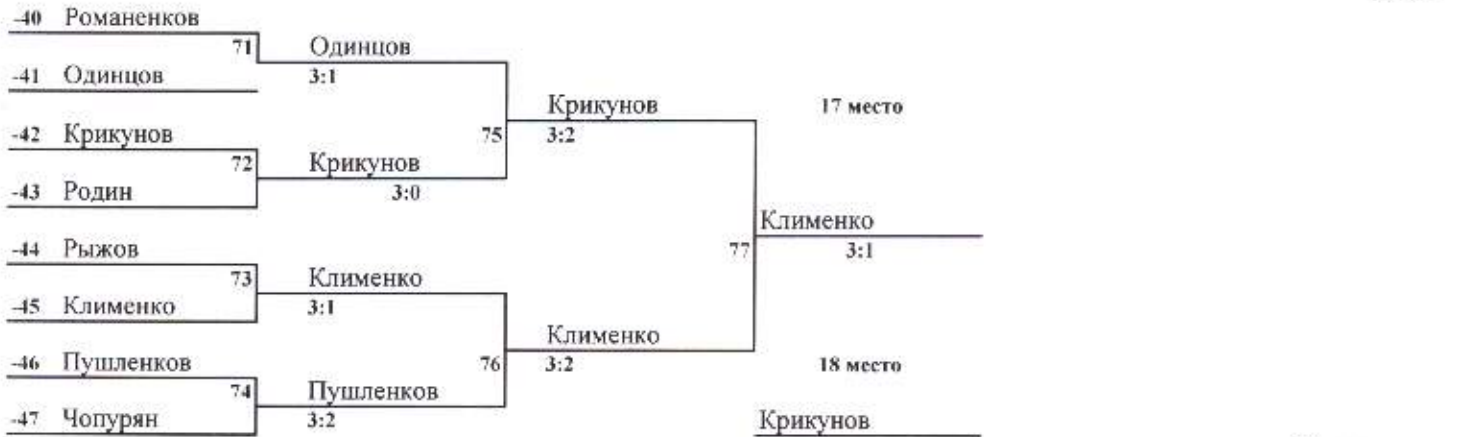 -40 Романенков
71 Одинцов
-41 Одинцов 3:1
Крикунов 17 место
-42 Крикунов 75 3:2
72 Крикунов
-43 Родин 3:0
Клименко
-44 Рыжов 77 3:1
73 Клименко
-45 Клименко 3:1
Клименко
-46 Пушленков 76 3:2 18 место
74 Пушленков
-47 Чопурян 3:2 Крикунов